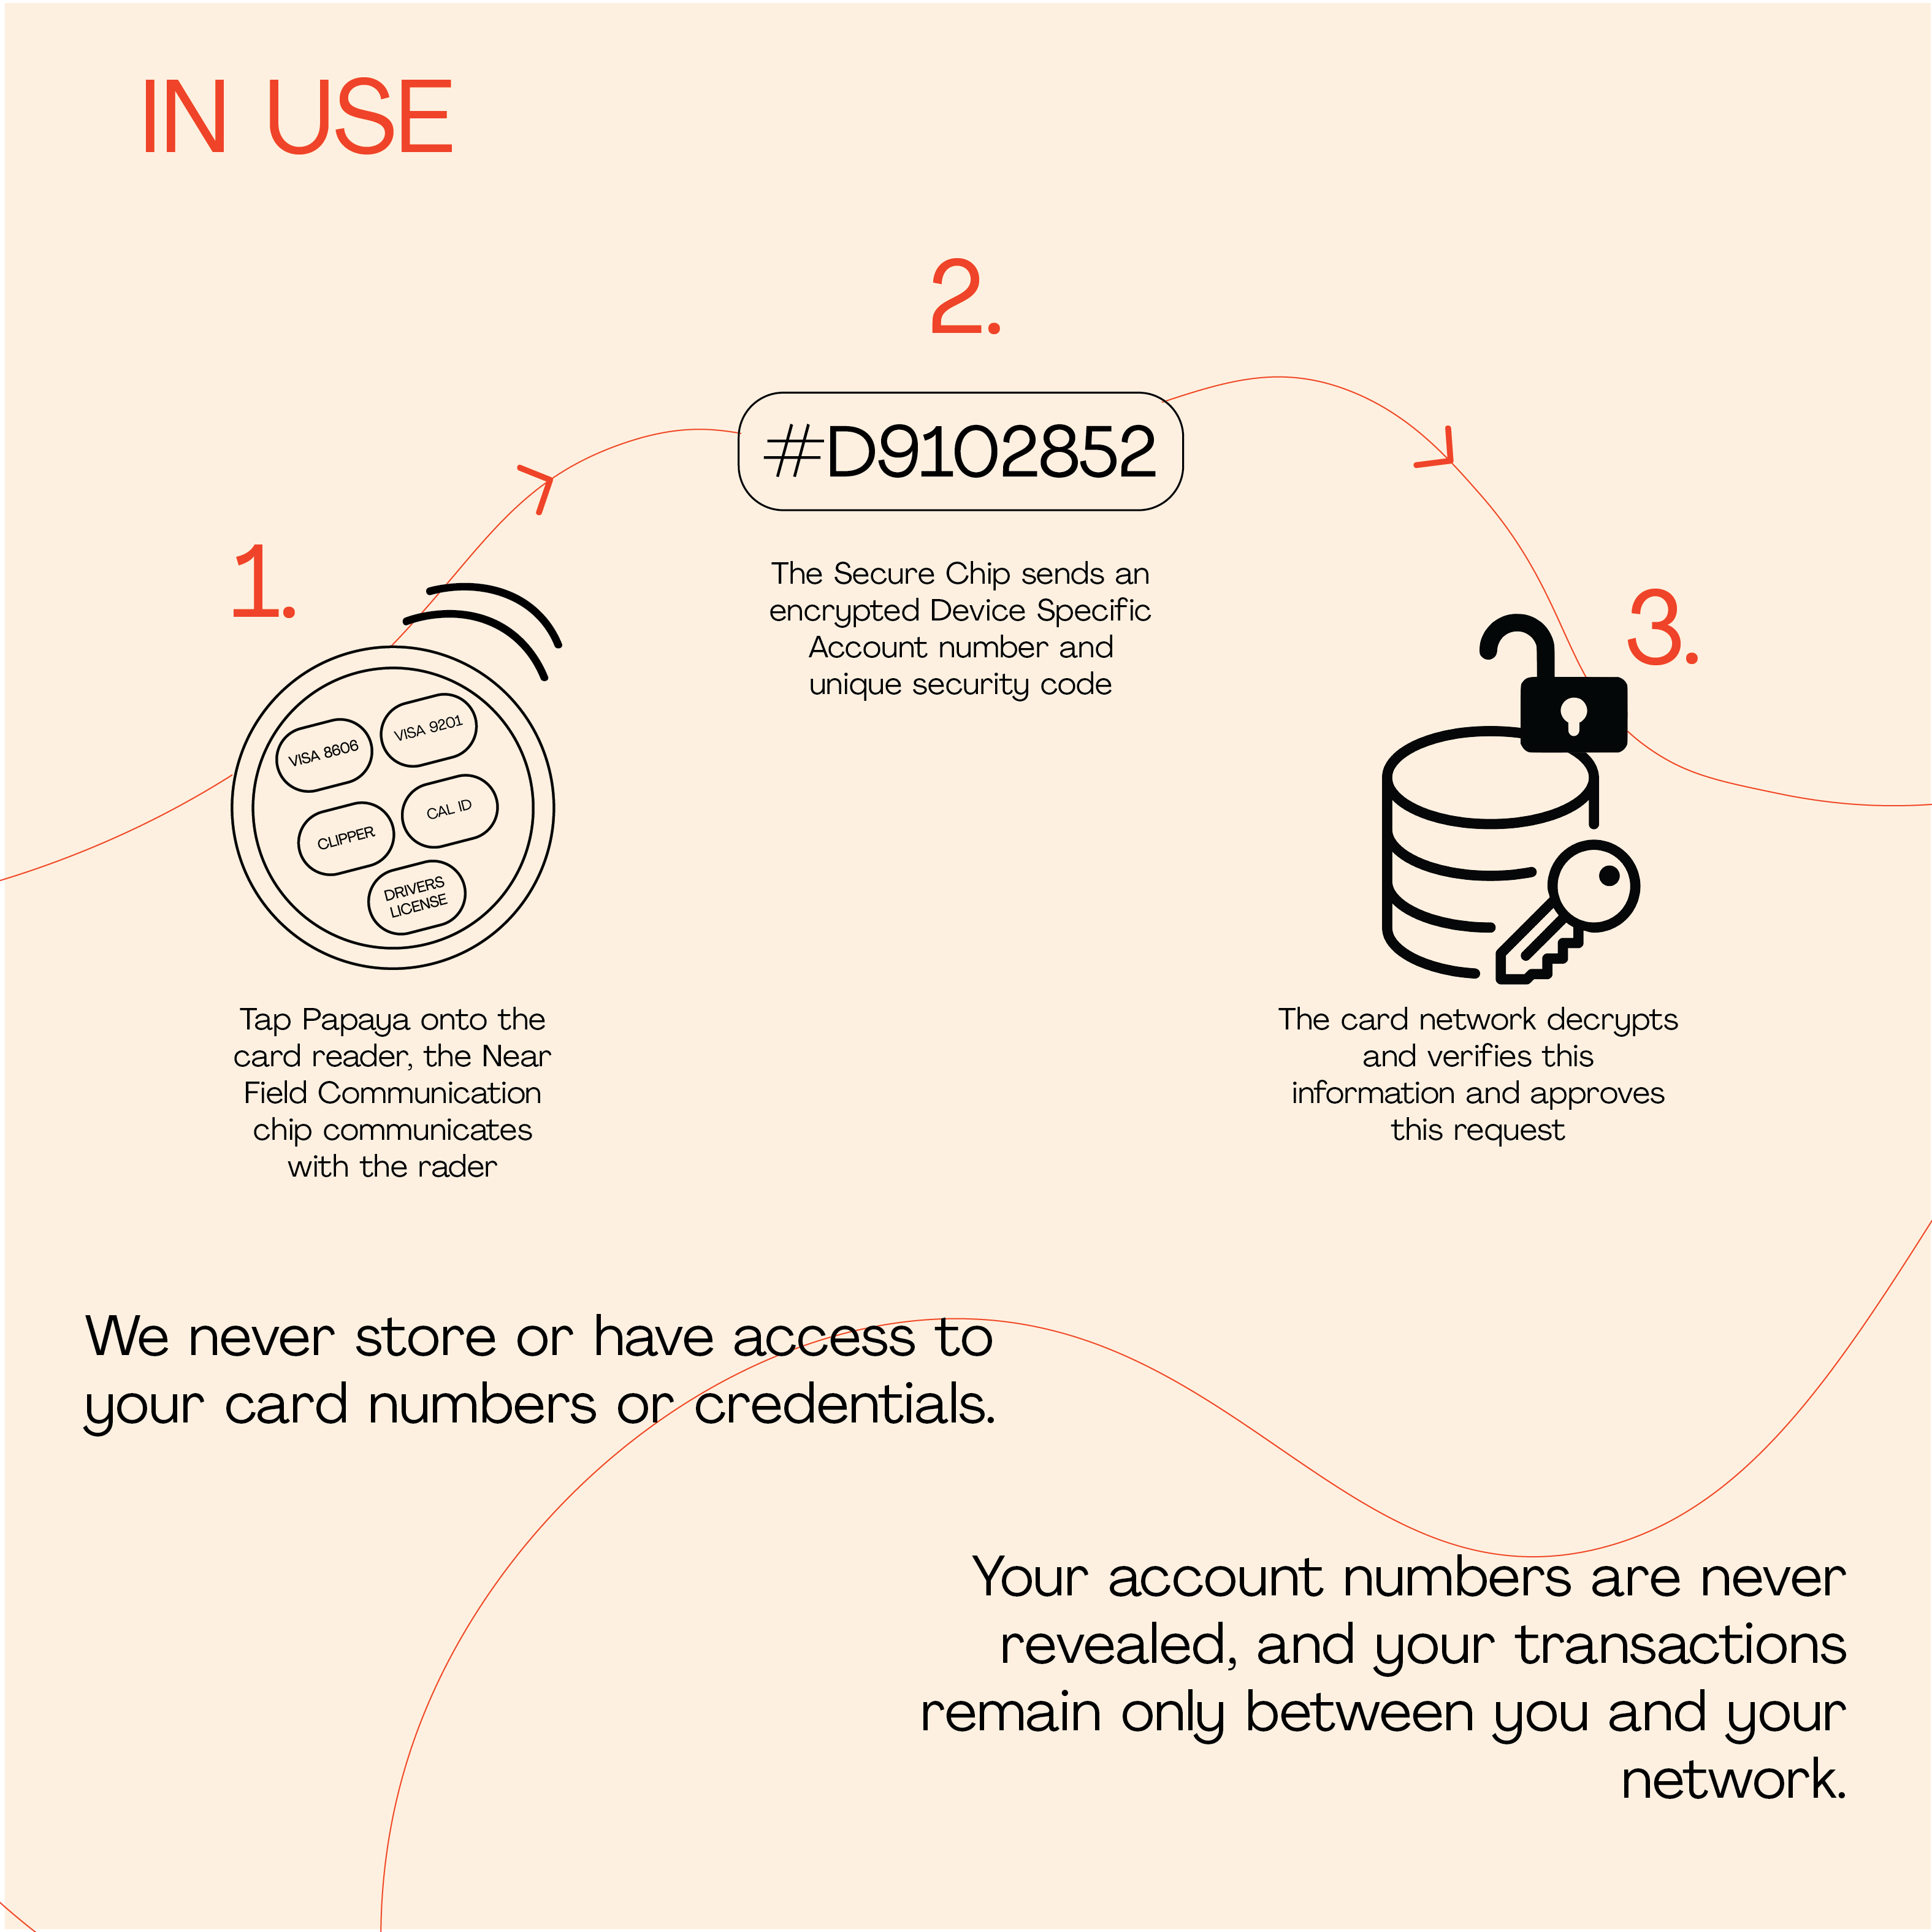 IN USE
1.
VISA 8606
VISA 9201
CLIPPER
CAL ID
DRIVERS
LICENSE
Tap Papaya onto the
card reader, the Near
Field Communication
chip communicates
with the rader
2.
#D9102852
The Secure Chip sends an
encrypted Device Specific
Account number and
unique security code
3.
The card network decrypts
and verifies this
information and approves
this request
We never store or have access to
your card numbers or credentials.
Your account numbers are never
revealed, and your transactions
remain only between you and your
network.